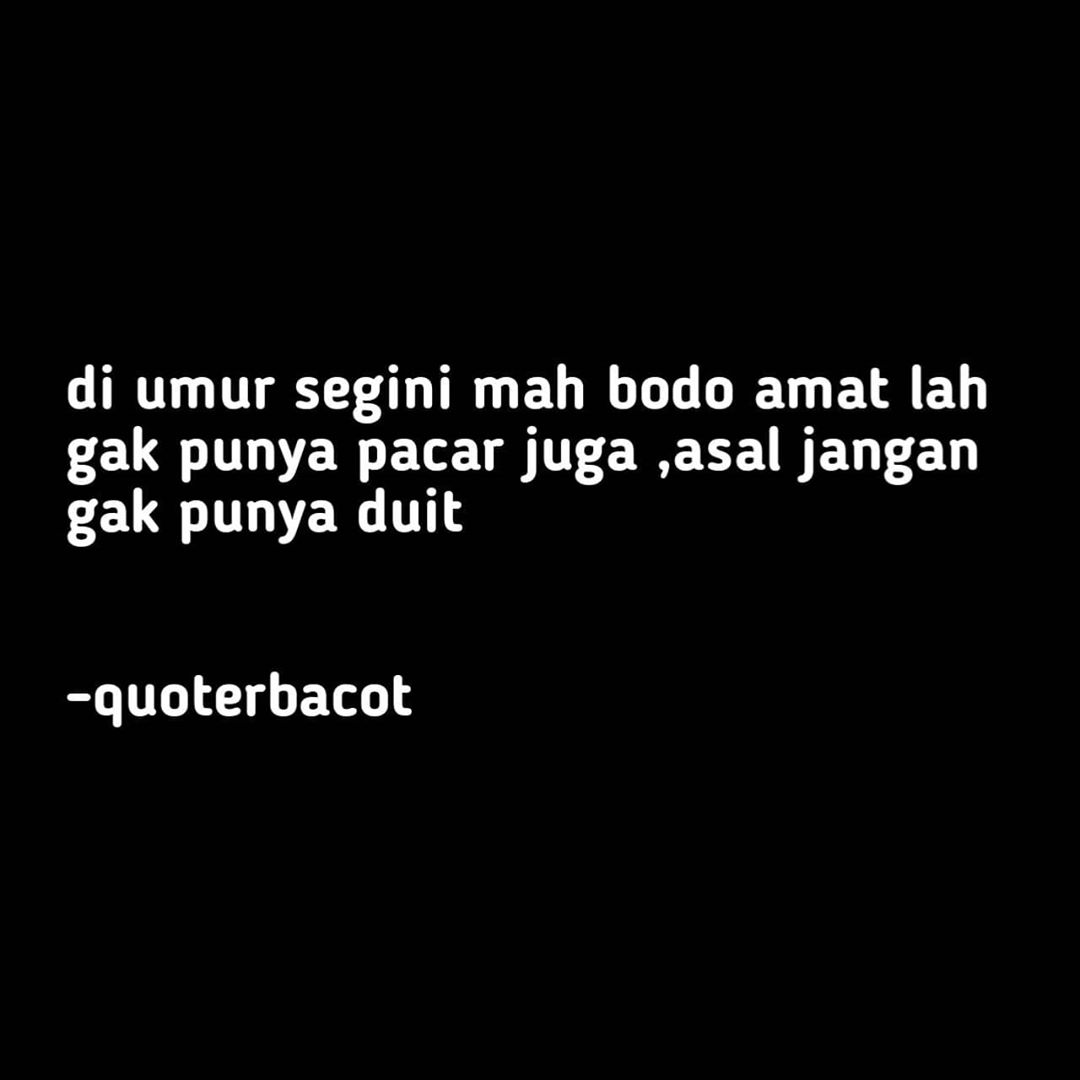 di umur segini mah bodo amat lah
gak punya pacar juga ,asal jangan
gak punya duit
-quoterbacot